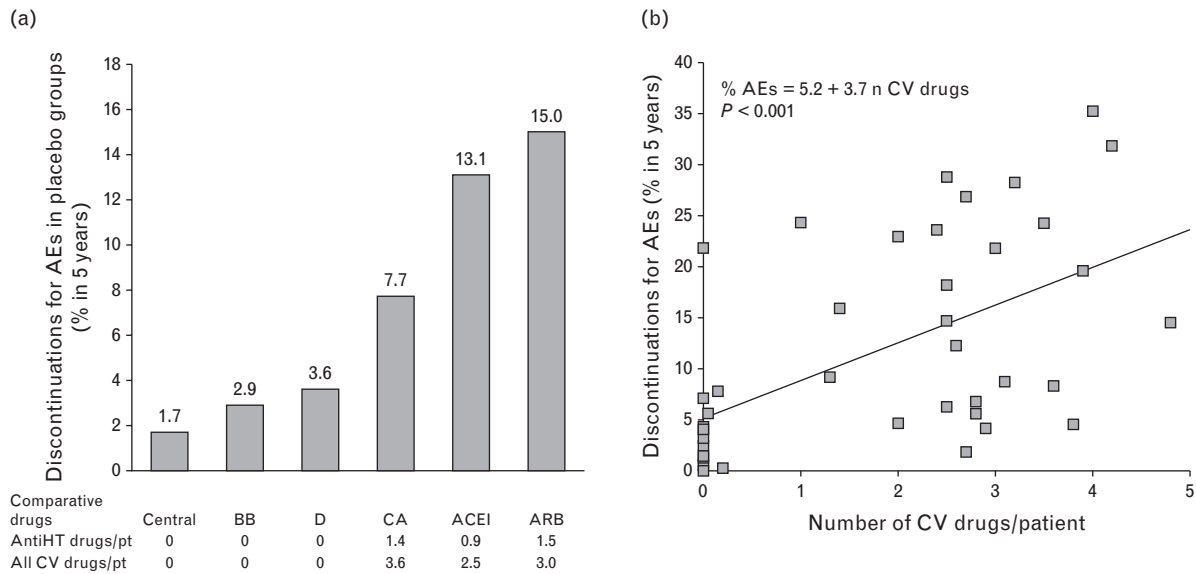 (a)
Discontinuations for AEs in placebo groups
(% in 5 years)
18
16
14
12
10
8
6
4
2
0
1.7
2.9
3.6
7.7
13.1
15.0
Comparative
drugs Central BB D CA ACEI ARB
AntiHT drugs/pt 0 0 0 1.4 0.9 1.5
All CV drugs/pt 0 0 0 3.6 2.5 3.0
(b)
Discontinuations for AEs (% in 5 years)
40
35
30
25
20
15
10
5
0
% AEs = 5.2 + 3.7 n CV drugs
P < 0.001
0 1 2 3 4 5
Number of CV drugs/patient